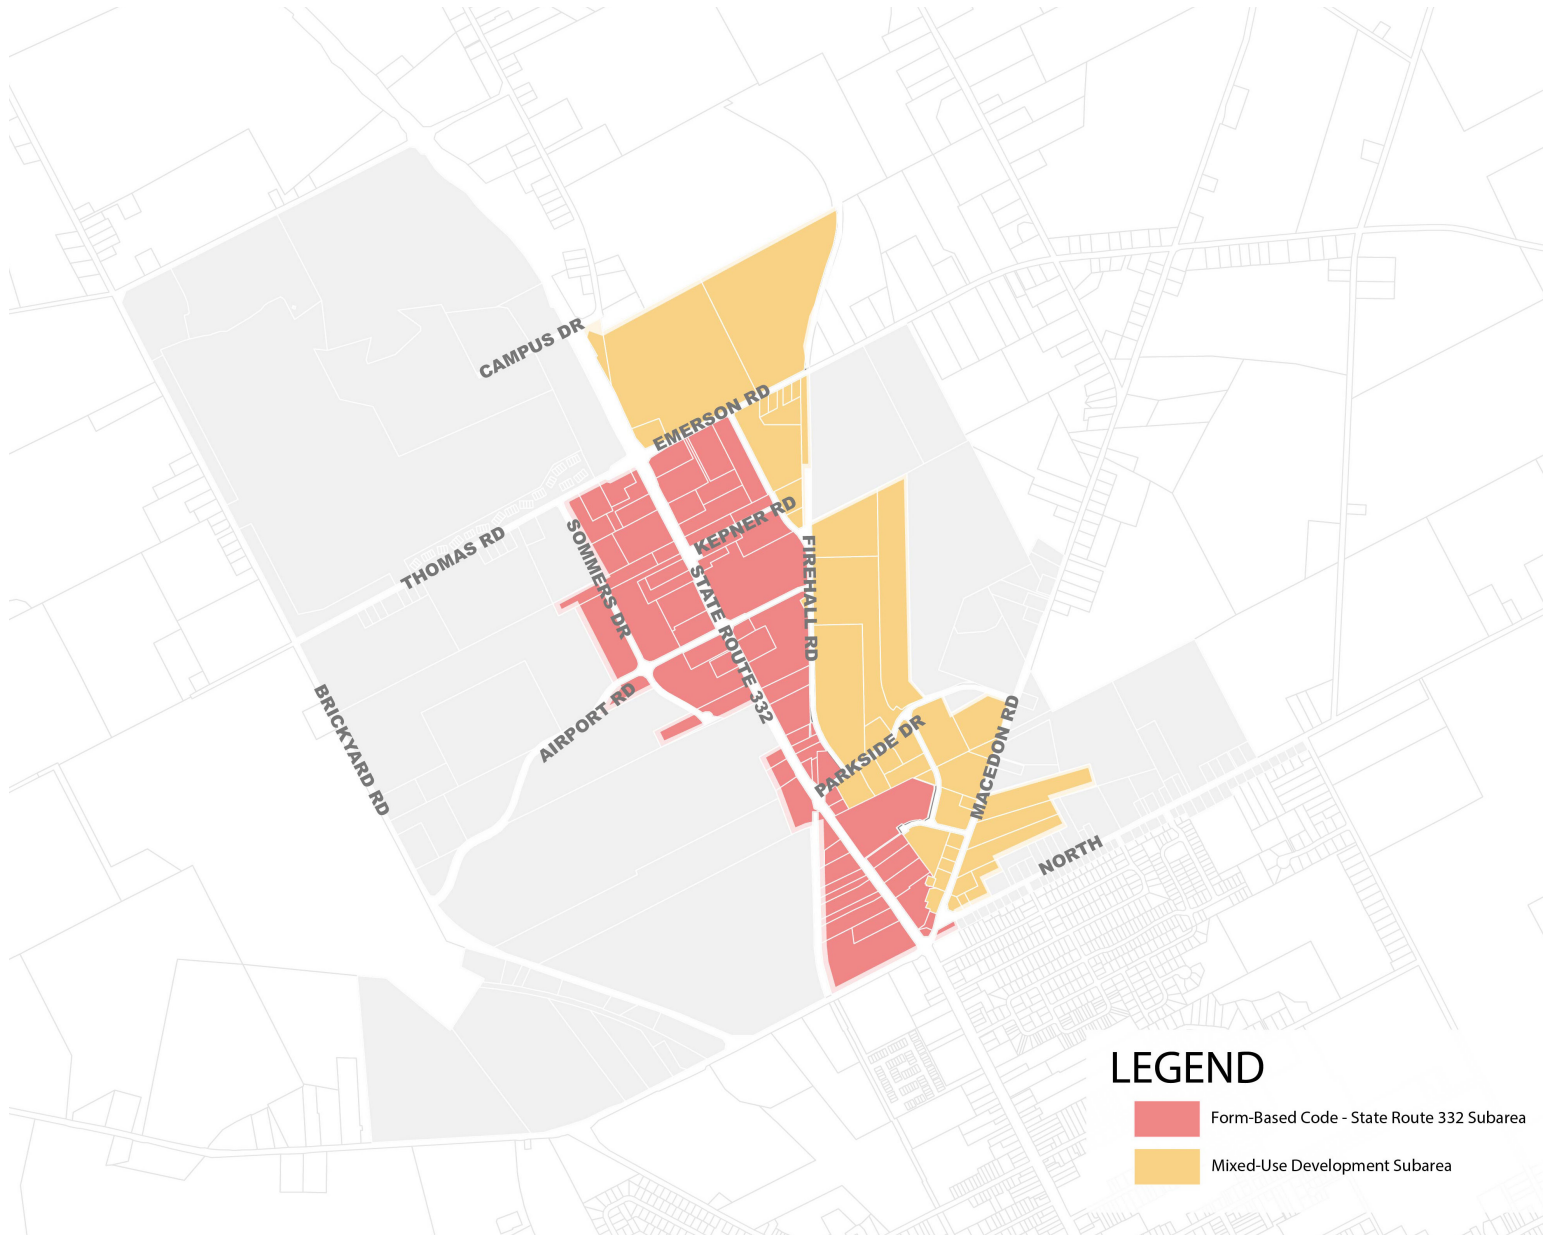 CAMPUS DR
EMERSON RD
KEPNER RD
THOMAS RD
SOMMERS DR
STATE ROUTE 332
FIREHALL RD
AIRPORT RD
BRICKYARD RD
PARKSIDE DR
MACEDON RD
NORTH
LEGEND
Form-Based Code - State Route 332 Subarea
Mixed-Use Development Subarea